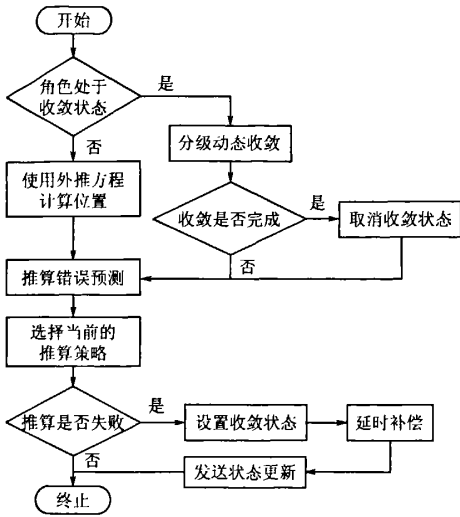 开始
角色处于
收敛状态
是
否
分级动态收敛
使用外推方程
计算位置
收敛是否完成
是
取消收敛状态
否
推算错误预测
选择当前的
推算策略
推算是否失败
是
设置收敛状态
延时补偿
否
发送状态更新
终止